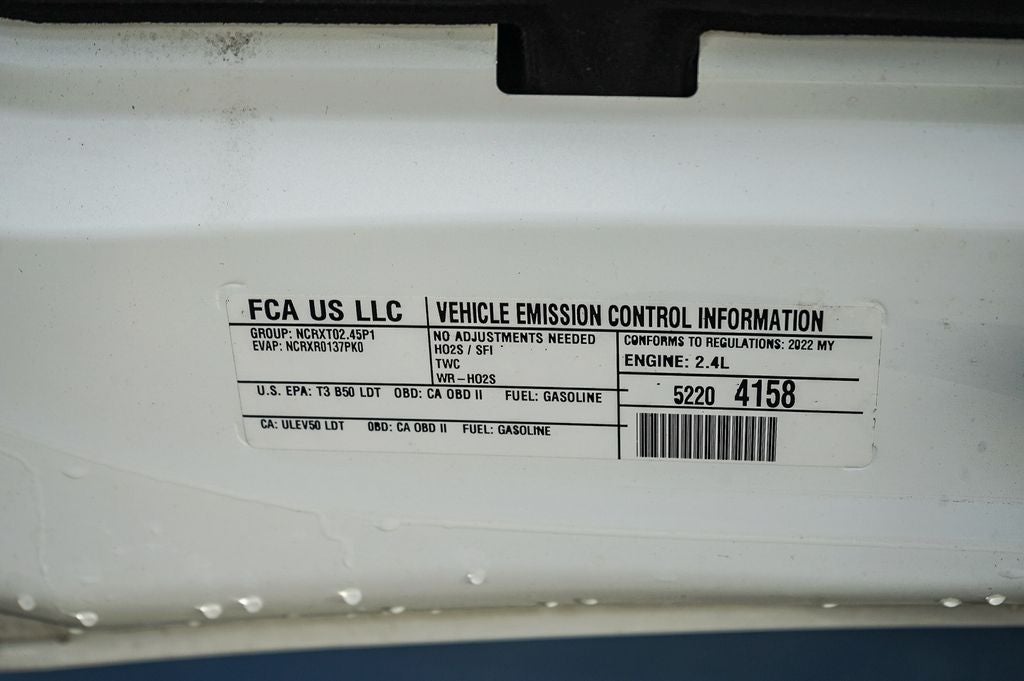 FCA US LLC
VEHICLE EMISSION CONTROL INFORMATION
GROUP: NCRXT02.45P1
EVAP: NCRXR0137PK0
NO ADJUSTMENTS NEEDED
HO2S / SFI
TWC
WR-HO2S
CONFORMS TO REGULATIONS: 2022 MY
ENGINE: 2.4L
U.S. EPA: T3 B50 LDT OBD: CA OBD II FUEL: GASOLINE
5220 4158
CA: ULEV50 LDT OBD: CA OBD II FUEL: GASOLINE